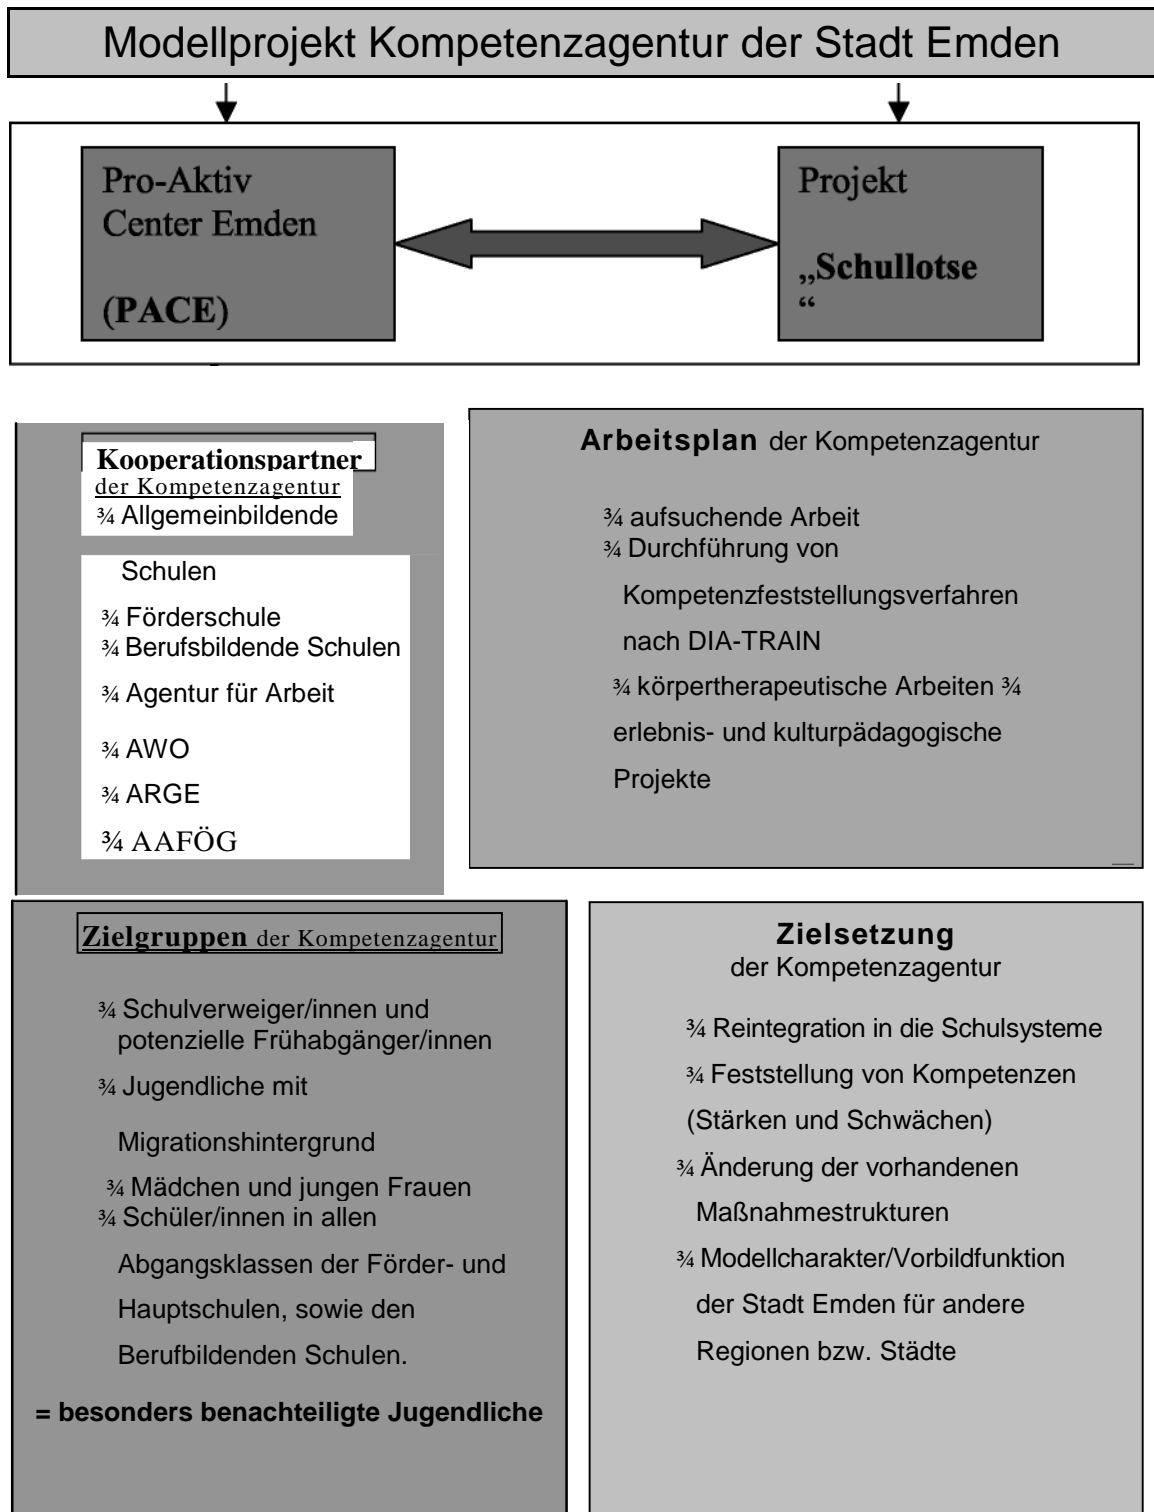 Modellprojekt Kompetenzagentur der Stadt Emden
Pro-Aktiv
Center Emden
(PACE)
Projekt
„Schullotse
“
Kooperationspartner
der Kompetenzagentur
¾ Allgemeinbildende
Schulen
¾ Förderschule
¾ Berufsbildende Schulen
¾ Agentur für Arbeit
¾ AWO
¾ ARGE
¾ AAFÖG
Arbeitsplan der Kompetenzagentur
¾ aufsuchende Arbeit
¾ Durchführung von
Kompetenzfeststellungsverfahren
nach DIA-TRAIN
¾ körpertherapeutische Arbeiten ¾
erlebnis- und kulturpädagogische
Projekte
Zielgruppen der Kompetenzagentur
¾ Schulverweiger/innen und
potenzielle Frühabgänger/innen
¾ Jugendliche mit
Migrationshintergrund
¾ Mädchen und jungen Frauen
¾ Schüler/innen in allen
Abgangsklassen der Förder- und
Hauptschulen, sowie den
Berufbildenden Schulen.
= besonders benachteiligte Jugendliche
Zielsetzung
der Kompetenzagentur
¾ Reintegration in die Schulsysteme
¾ Feststellung von Kompetenzen
(Stärken und Schwächen)
¾ Änderung der vorhandenen
Maßnahmestrukturen
¾ Modellcharakter/Vorbildfunktion
der Stadt Emden für andere
Regionen bzw. Städte